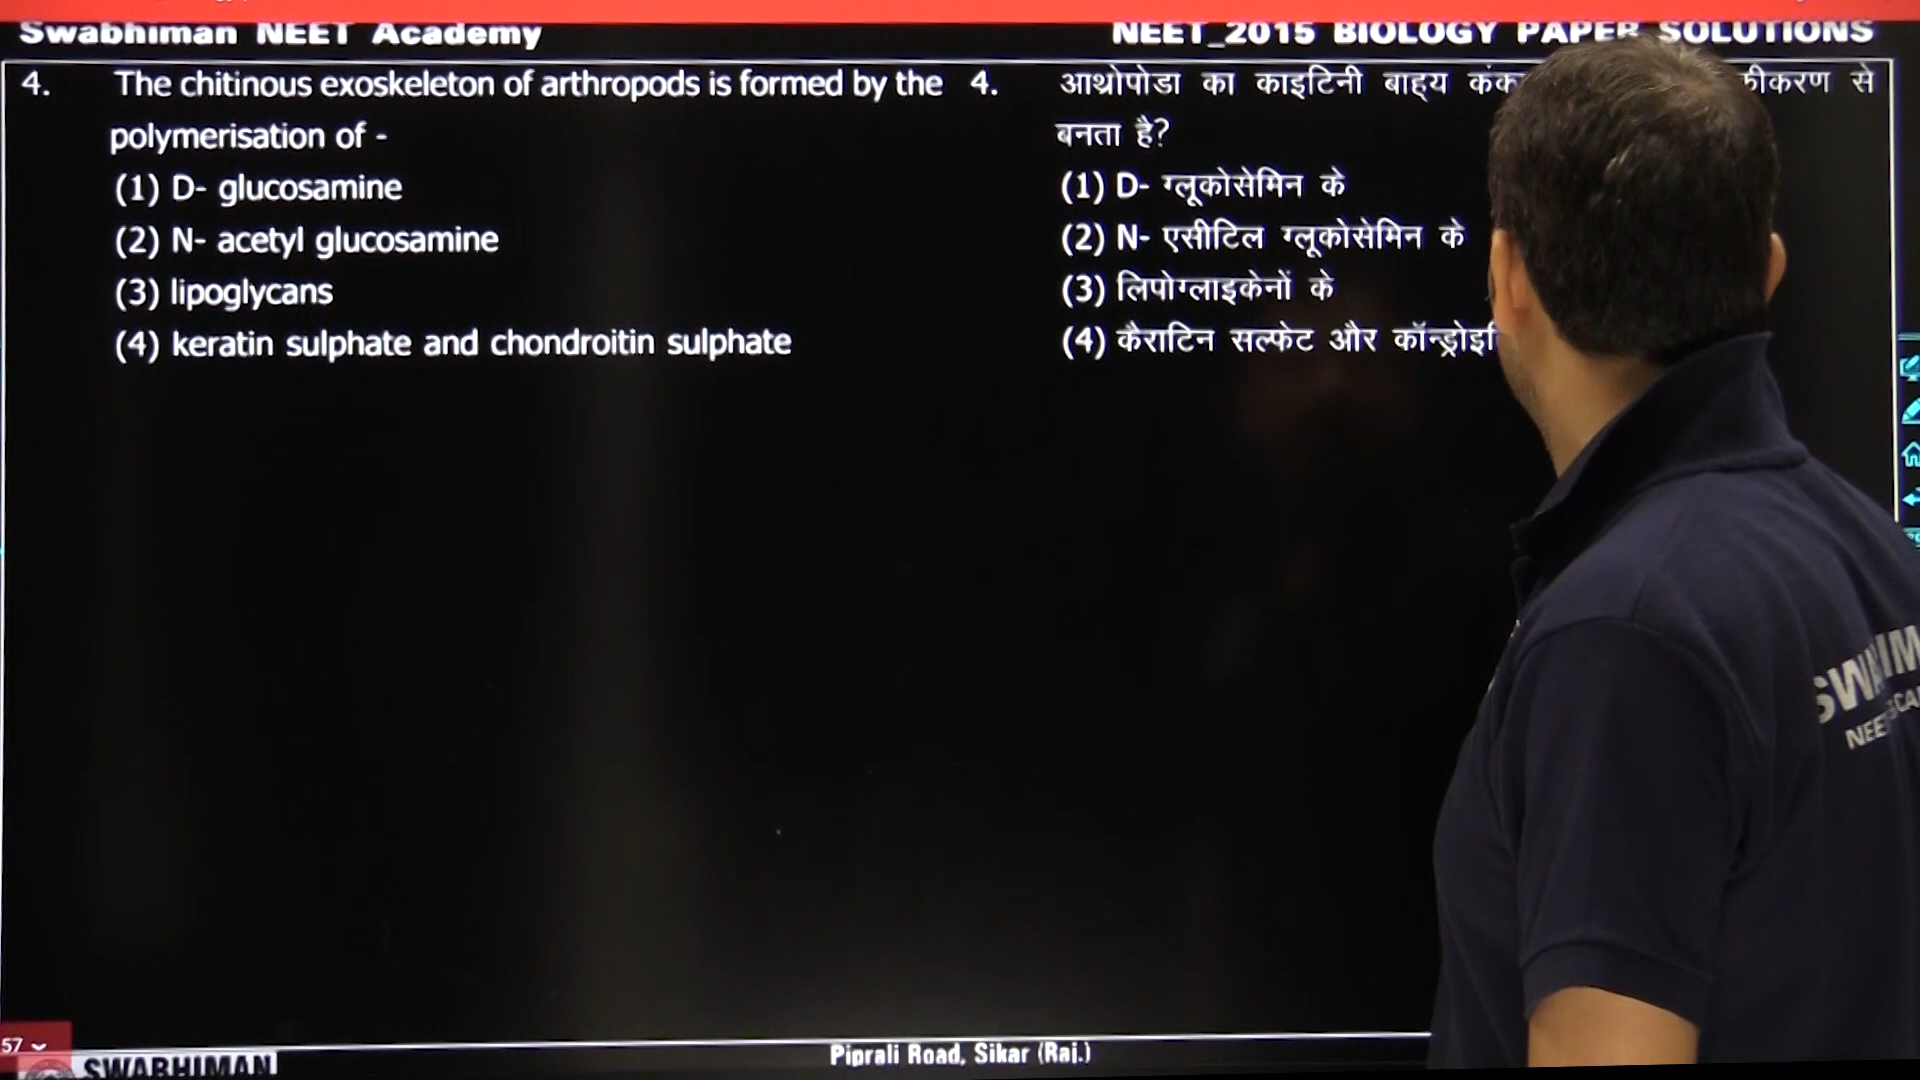 Swabhiman NEET Academy
NEET_2015 BIOLOGY PAPER SOLUTIONS
4. The chitinous exoskeleton of arthropods is formed by the
polymerisation of -
(1) D- glucosamine
(2) N- acetyl glucosamine
(3) lipoglycans
(4) keratin sulphate and chondroitin sulphate
4. आथ्रोपोडा का काइटिनी बाह्य से
बनता है?
(1) D- ग्लूकोसेमिन के
(2) N- एसीटिल ग्लूकोसेमिन के
(3) लिपोग्लाइकेनों के
(4) कैराटिन सल्फेट और
57
SWABHIMAN
Piprali Road, Sikar (Raj.)